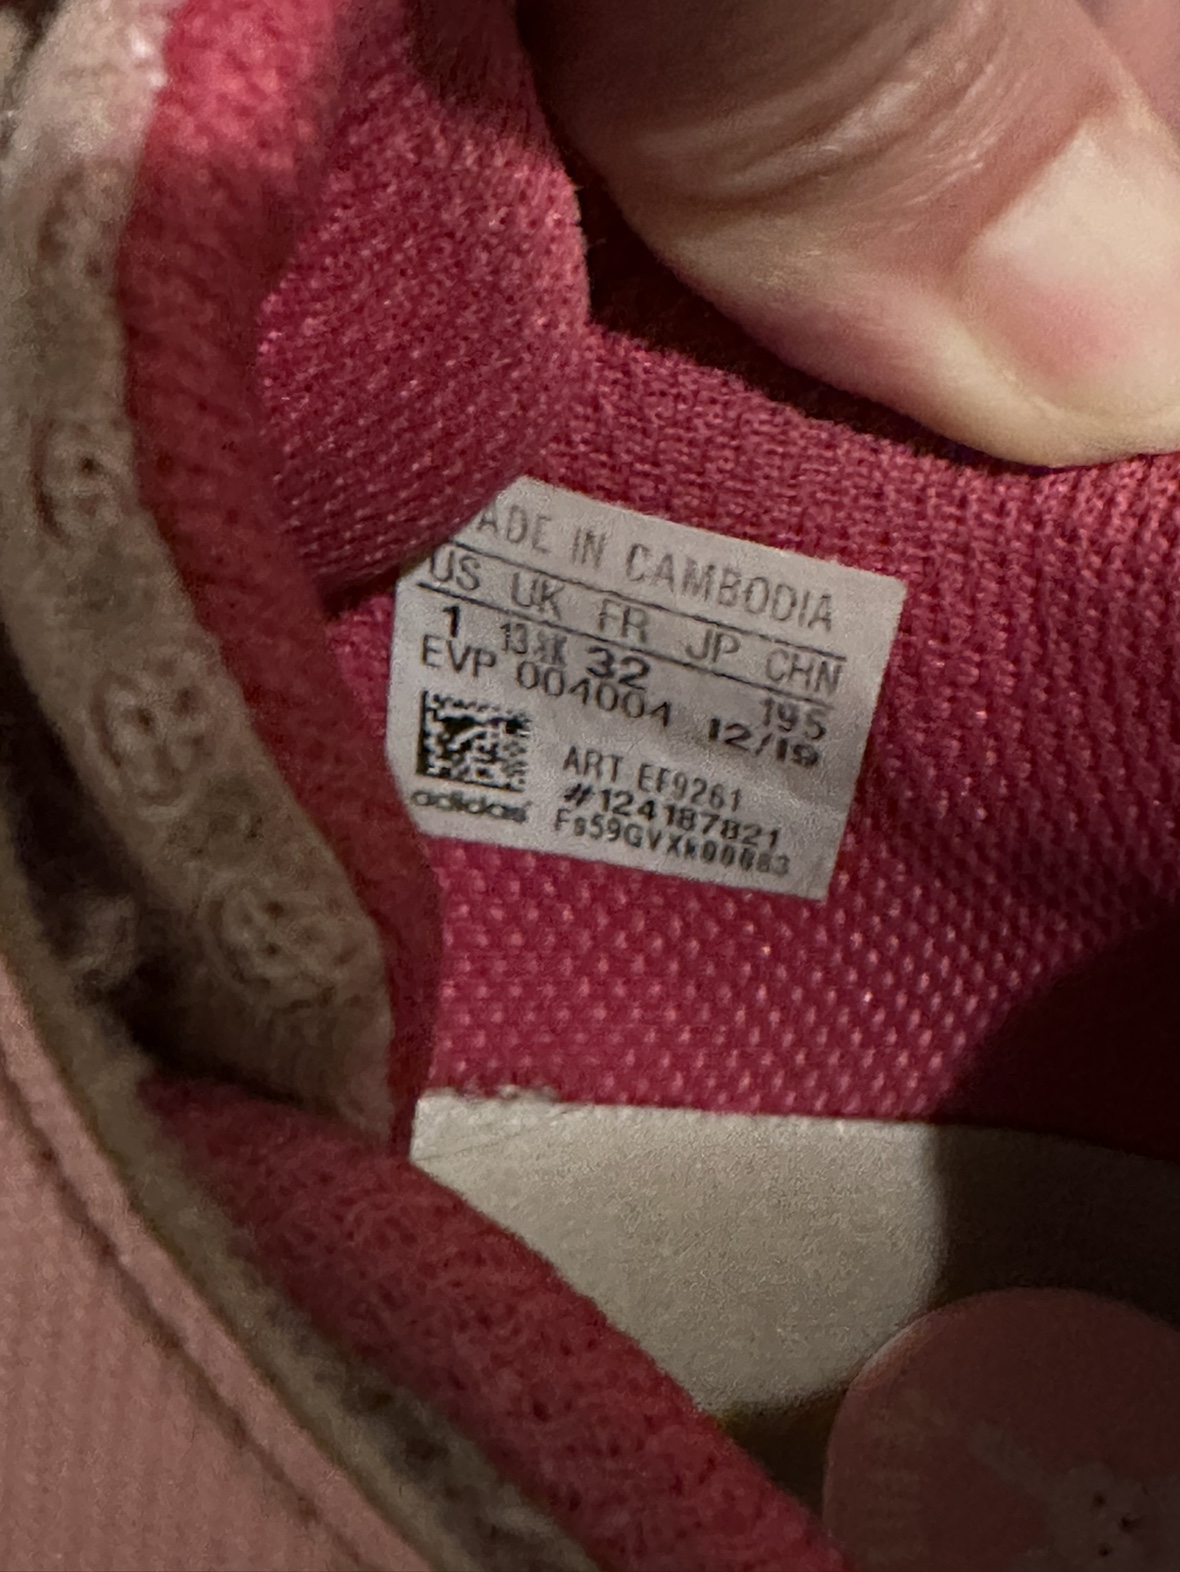 ADE IN CAMBODIA
US UK FR JP CHN
1 13½K 32 195
EVP 004004 12/19
ART EF9261
#124187821
adidas